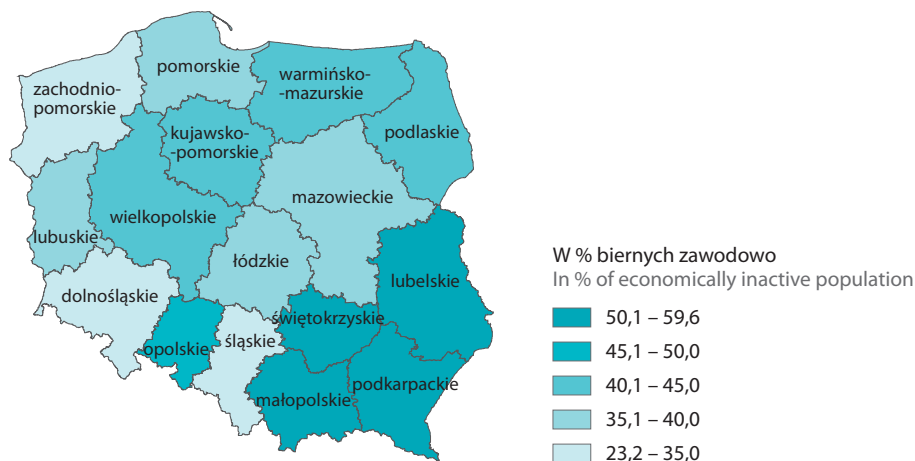 pomorskie
warmińsko-
-mazurskie
zachodnio-
pomorskie
podlaskie
kujawsko-
-pomorskie
mazowieckie
wielkopolskie
lubuskie
łódzkie
lubelskie
dolnośląskie
świętokrzyskie
śląskie
opolskie
podkarpackie
małopolskie
W % biernych zawodowo
In % of economically inactive population
50,1 – 59,6
45,1 – 50,0
40,1 – 45,0
35,1 – 40,0
23,2 – 35,0